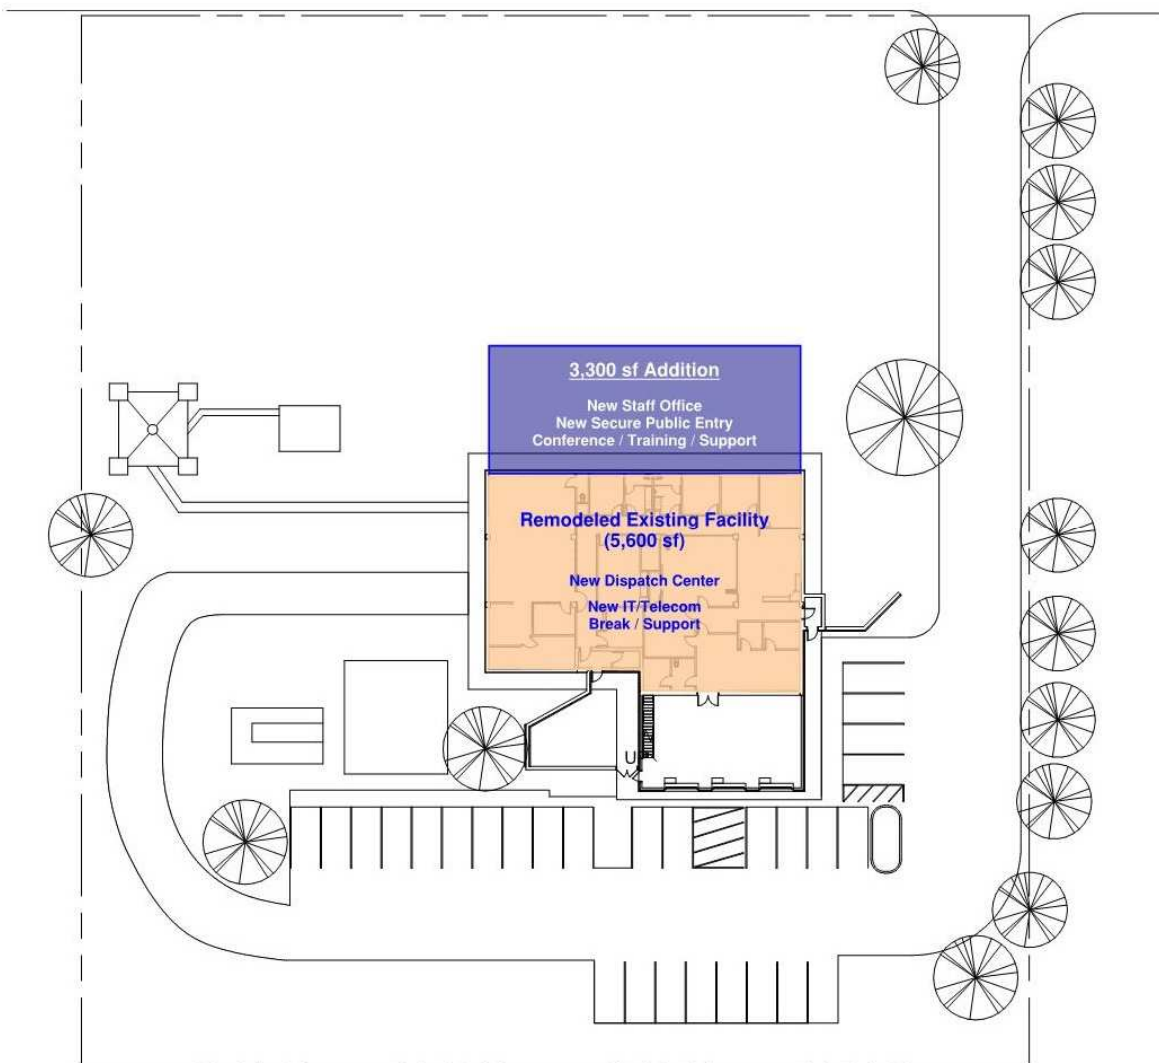 3,300 sf Addition
New Staff Office
New Secure Public Entry
Conference / Training / Support
Remodeled Existing Facility
(5,600 sf)
New Dispatch Center
New IT/Telecom
Break / Support